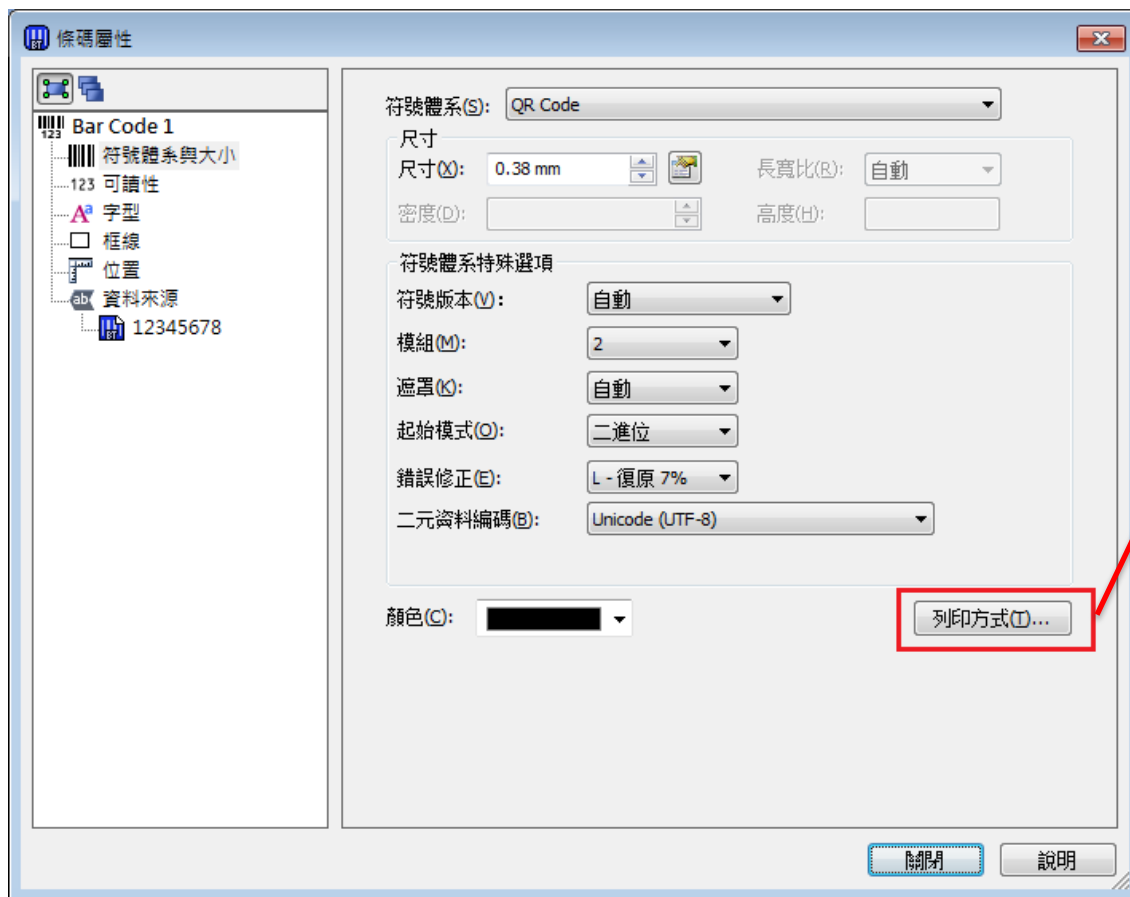 條碼屬性
Bar Code 1
符號體系與大小
123 可讀性
字型
框線
位置
資料來源
12345678
符號體系(S): QR Code
尺寸
尺寸(X): 0.38 mm 長寬比(R): 自動
密度(D): 高度(H):
符號體系特殊選項
符號版本(V): 自動
模組(M): 2
遮罩(K): 自動
起始模式(O): 二進位
錯誤修正(E): L - 復原 7%
二元資料編碼(B): Unicode (UTF-8)
顏色(C): 列印方式(T)...
關閉 說明